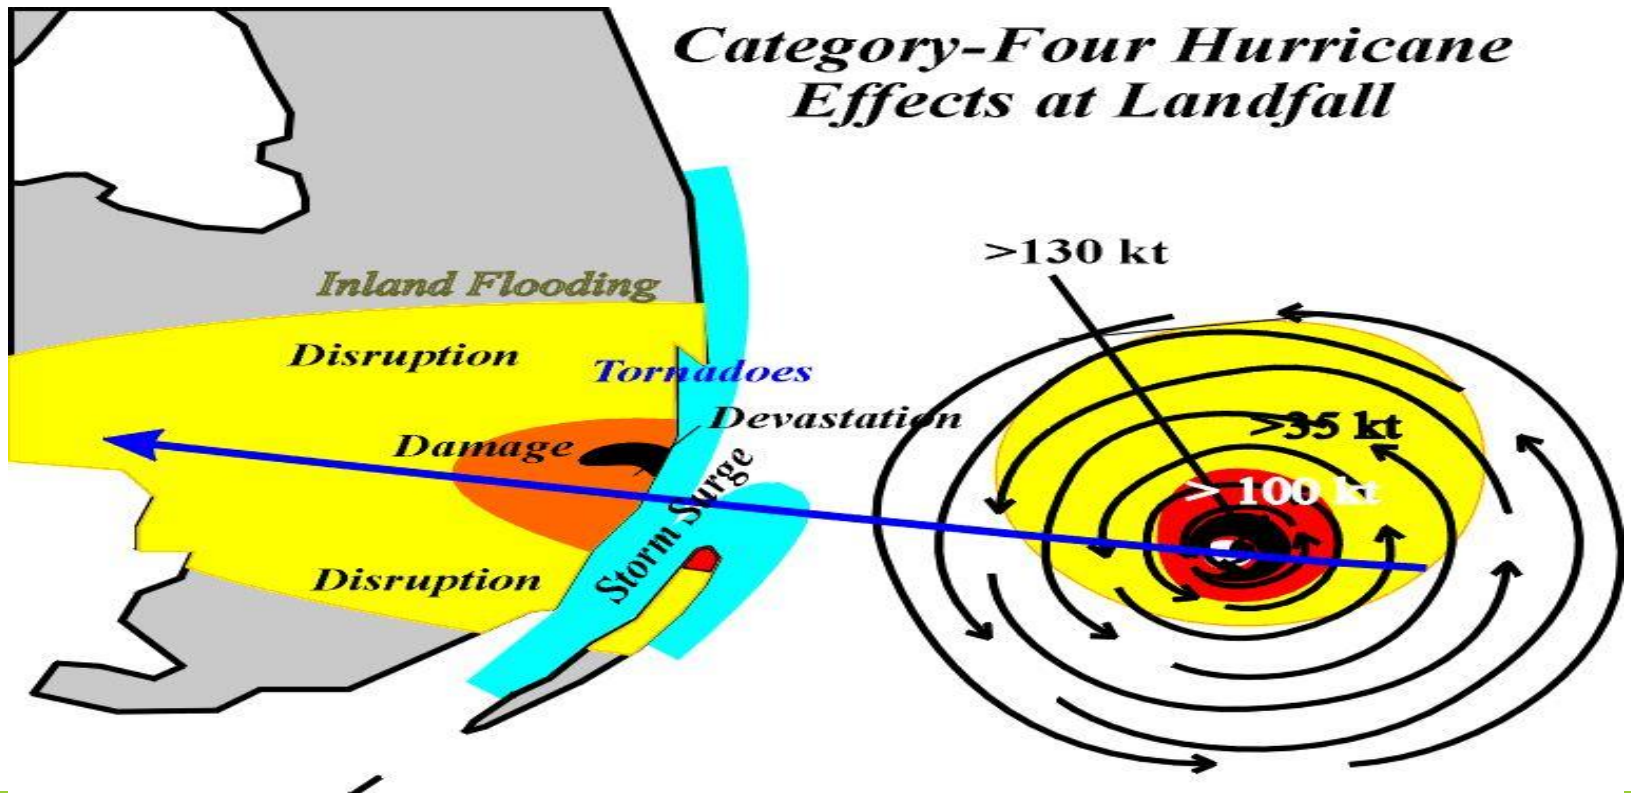 Category-Four Hurricane
Effects at Landfall
>130 kt
Inland Flooding
Disruption
Tornadoes
Devastation
Damage
>35 kt
Storm Surge
> 100 kt
Disruption